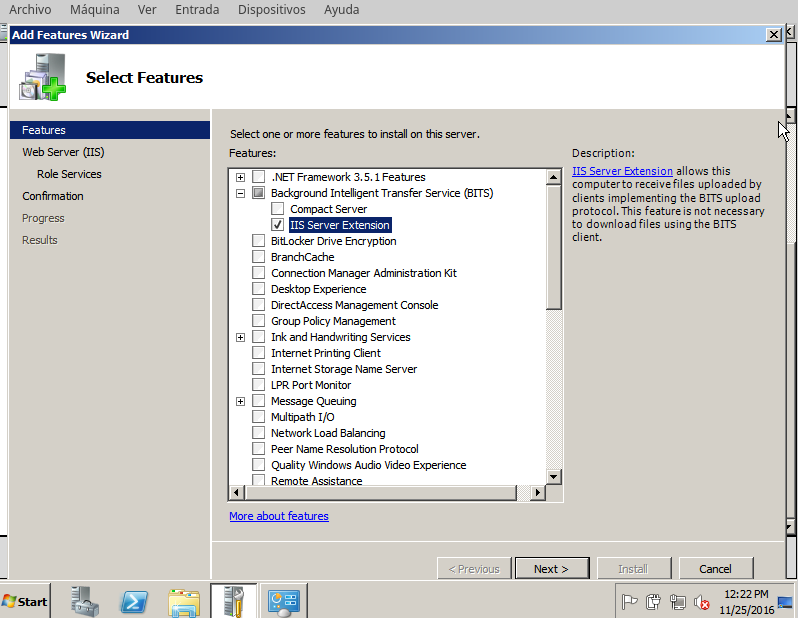 Archivo Máquina Ver Entrada Dispositivos Ayuda
Add Features Wizard
Select Features
Features
Web Server (IIS)
Role Services
Confirmation
Progress
Results
Select one or more features to install on this server.
Features:
.NET Framework 3.5.1 Features
Background Intelligent Transfer Service (BITS)
Compact Server
IIS Server Extension
BitLocker Drive Encryption
BranchCache
Connection Manager Administration Kit
Desktop Experience
DirectAccess Management Console
Group Policy Management
Ink and Handwriting Services
Internet Printing Client
Internet Storage Name Server
LPR Port Monitor
Message Queuing
Multipath I/O
Network Load Balancing
Peer Name Resolution Protocol
Quality Windows Audio Video Experience
Remote Assistance
More about features
Description:
IIS Server Extension allows this
computer to receive files uploaded by
clients implementing the BITS upload
protocol. This feature is not necessary
to download files using the BITS
client.
< Previous
Next >
Install
Cancel
Start
12:22 PM
11/25/2016